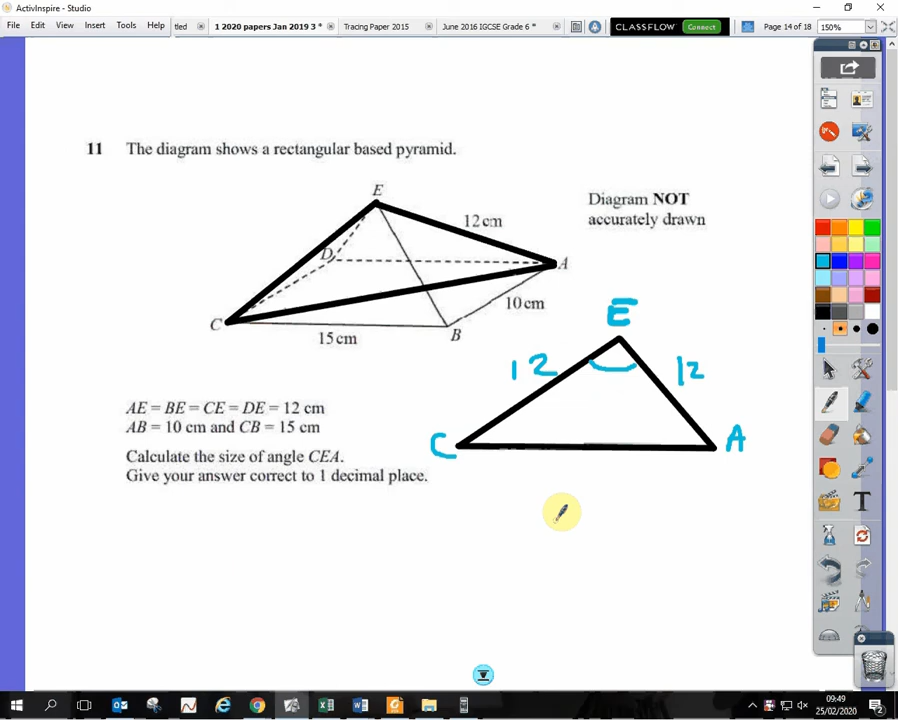 ActivInspire - Studio
File Edit View Insert Tools Help
tled
1 2020 papers Jan 2019 3 *
Tracing Paper 2015
June 2016 IGCSE Grade 6 *
CLASSFLOW Connect
Page 14 of 18
150%
11 The diagram shows a rectangular based pyramid.
E
12 cm
Diagram NOT
accurately drawn
D
A
10 cm
C
B
15 cm
E
12
12
C
A
AE = BE = CE = DE = 12 cm
AB = 10 cm and CB = 15 cm
Calculate the size of angle CEA.
Give your answer correct to 1 decimal place.
T
09:49
25/02/2020
2